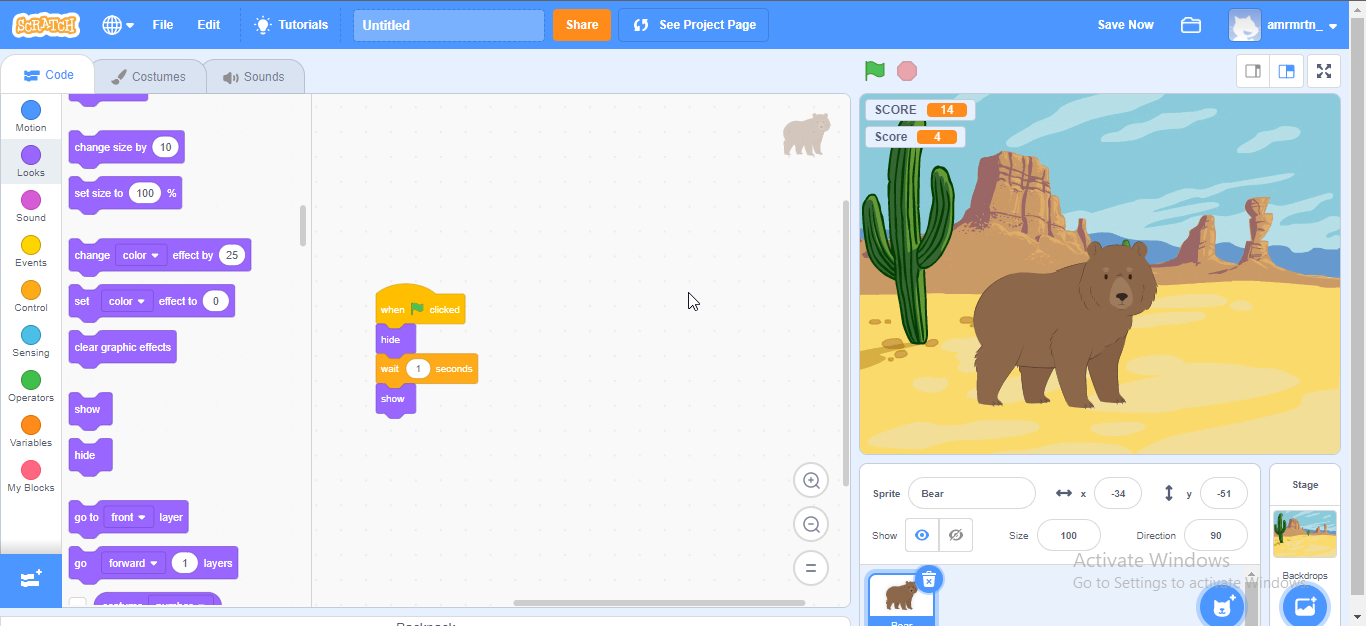 SCRATCH File Edit Tutorials Untitled Share See Project Page Save Now amrmrtn_
Code Costumes Sounds
Motion
Looks
Sound
Events
Control
Sensing
Operators
Variables
My Blocks
change size by 10
set size to 100 %
change color effect by 25
set color effect to 0
clear graphic effects
show
hide
go to front layer
go forward 1 layers
when clicked
hide
wait 1 seconds
show
SCORE 14
Score 4
Sprite Bear x -34 y -51
Show Size 100 Direction 90
Stage
Backdrops
Activate Windows
Go to Settings to activate Windows.
Bear
Backpack